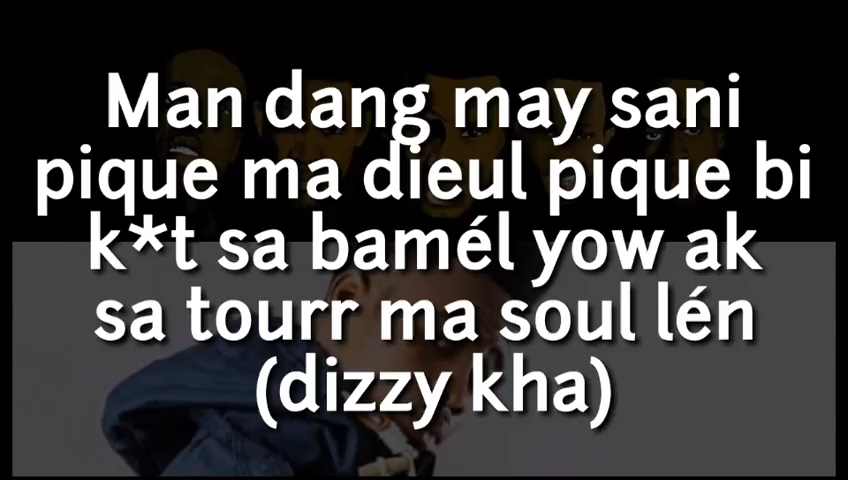 Man dang may sani
pique ma dieul pique bi
k*t sa bamél yow ak
sa tourr ma soul lén
(dizzy kha)